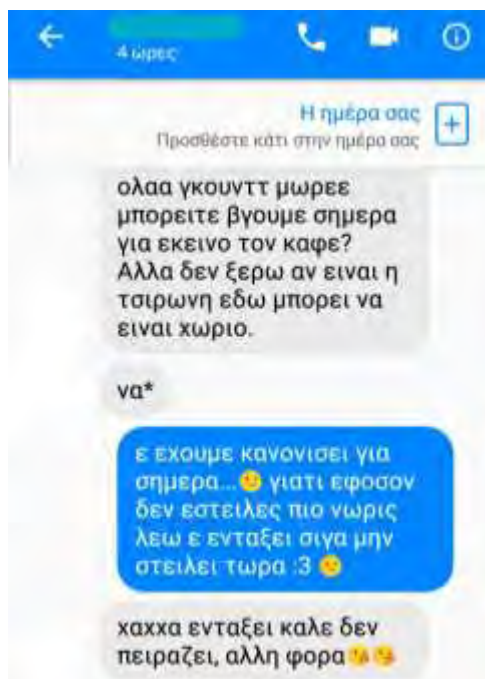 4 ώρες
Η ημέρα σας
Προσθέστε κάτι στην ημέρα σας
ολαα γκουνττ μωρεε
μπορειτε βγουμε σημερα
για εκεινο τον καφε?
Αλλα δεν ξερω αν ειναι η
τσιρωνη εδω μπορει να
ειναι χωριο.
να*
ε εχουμε κανονισει για
σημερα...😕 γιατι εφοσον
δεν εστειλες πιο νωρις
λεω ε ενταξει σιγα μην
στειλει τωρα :3 😕
χαχχα ενταξει καλε δεν
πειραζει, αλλη φορα😘😘